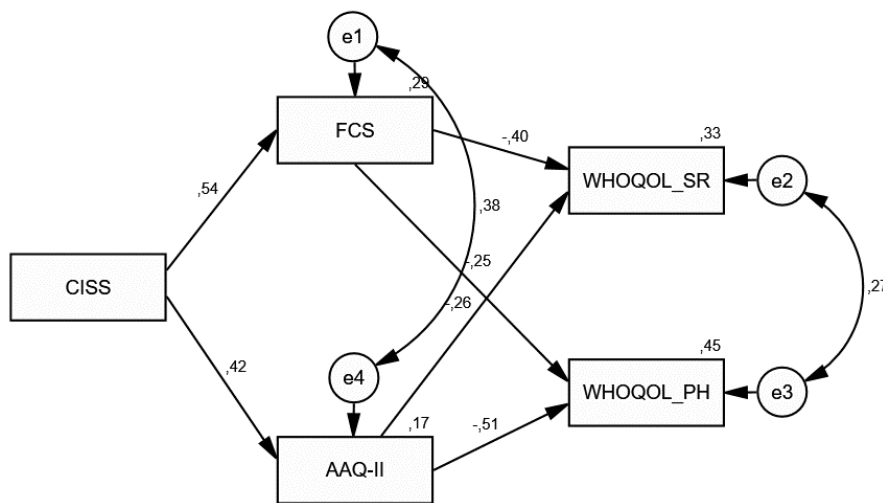 e1
,29
FCS
-,40
,33
WHOQOL_SR
e2
,54
,38
-,25
CISS
-,26
,27
,42
e4
,45
WHOQOL_PH
e3
,17
-,51
AAQ-II